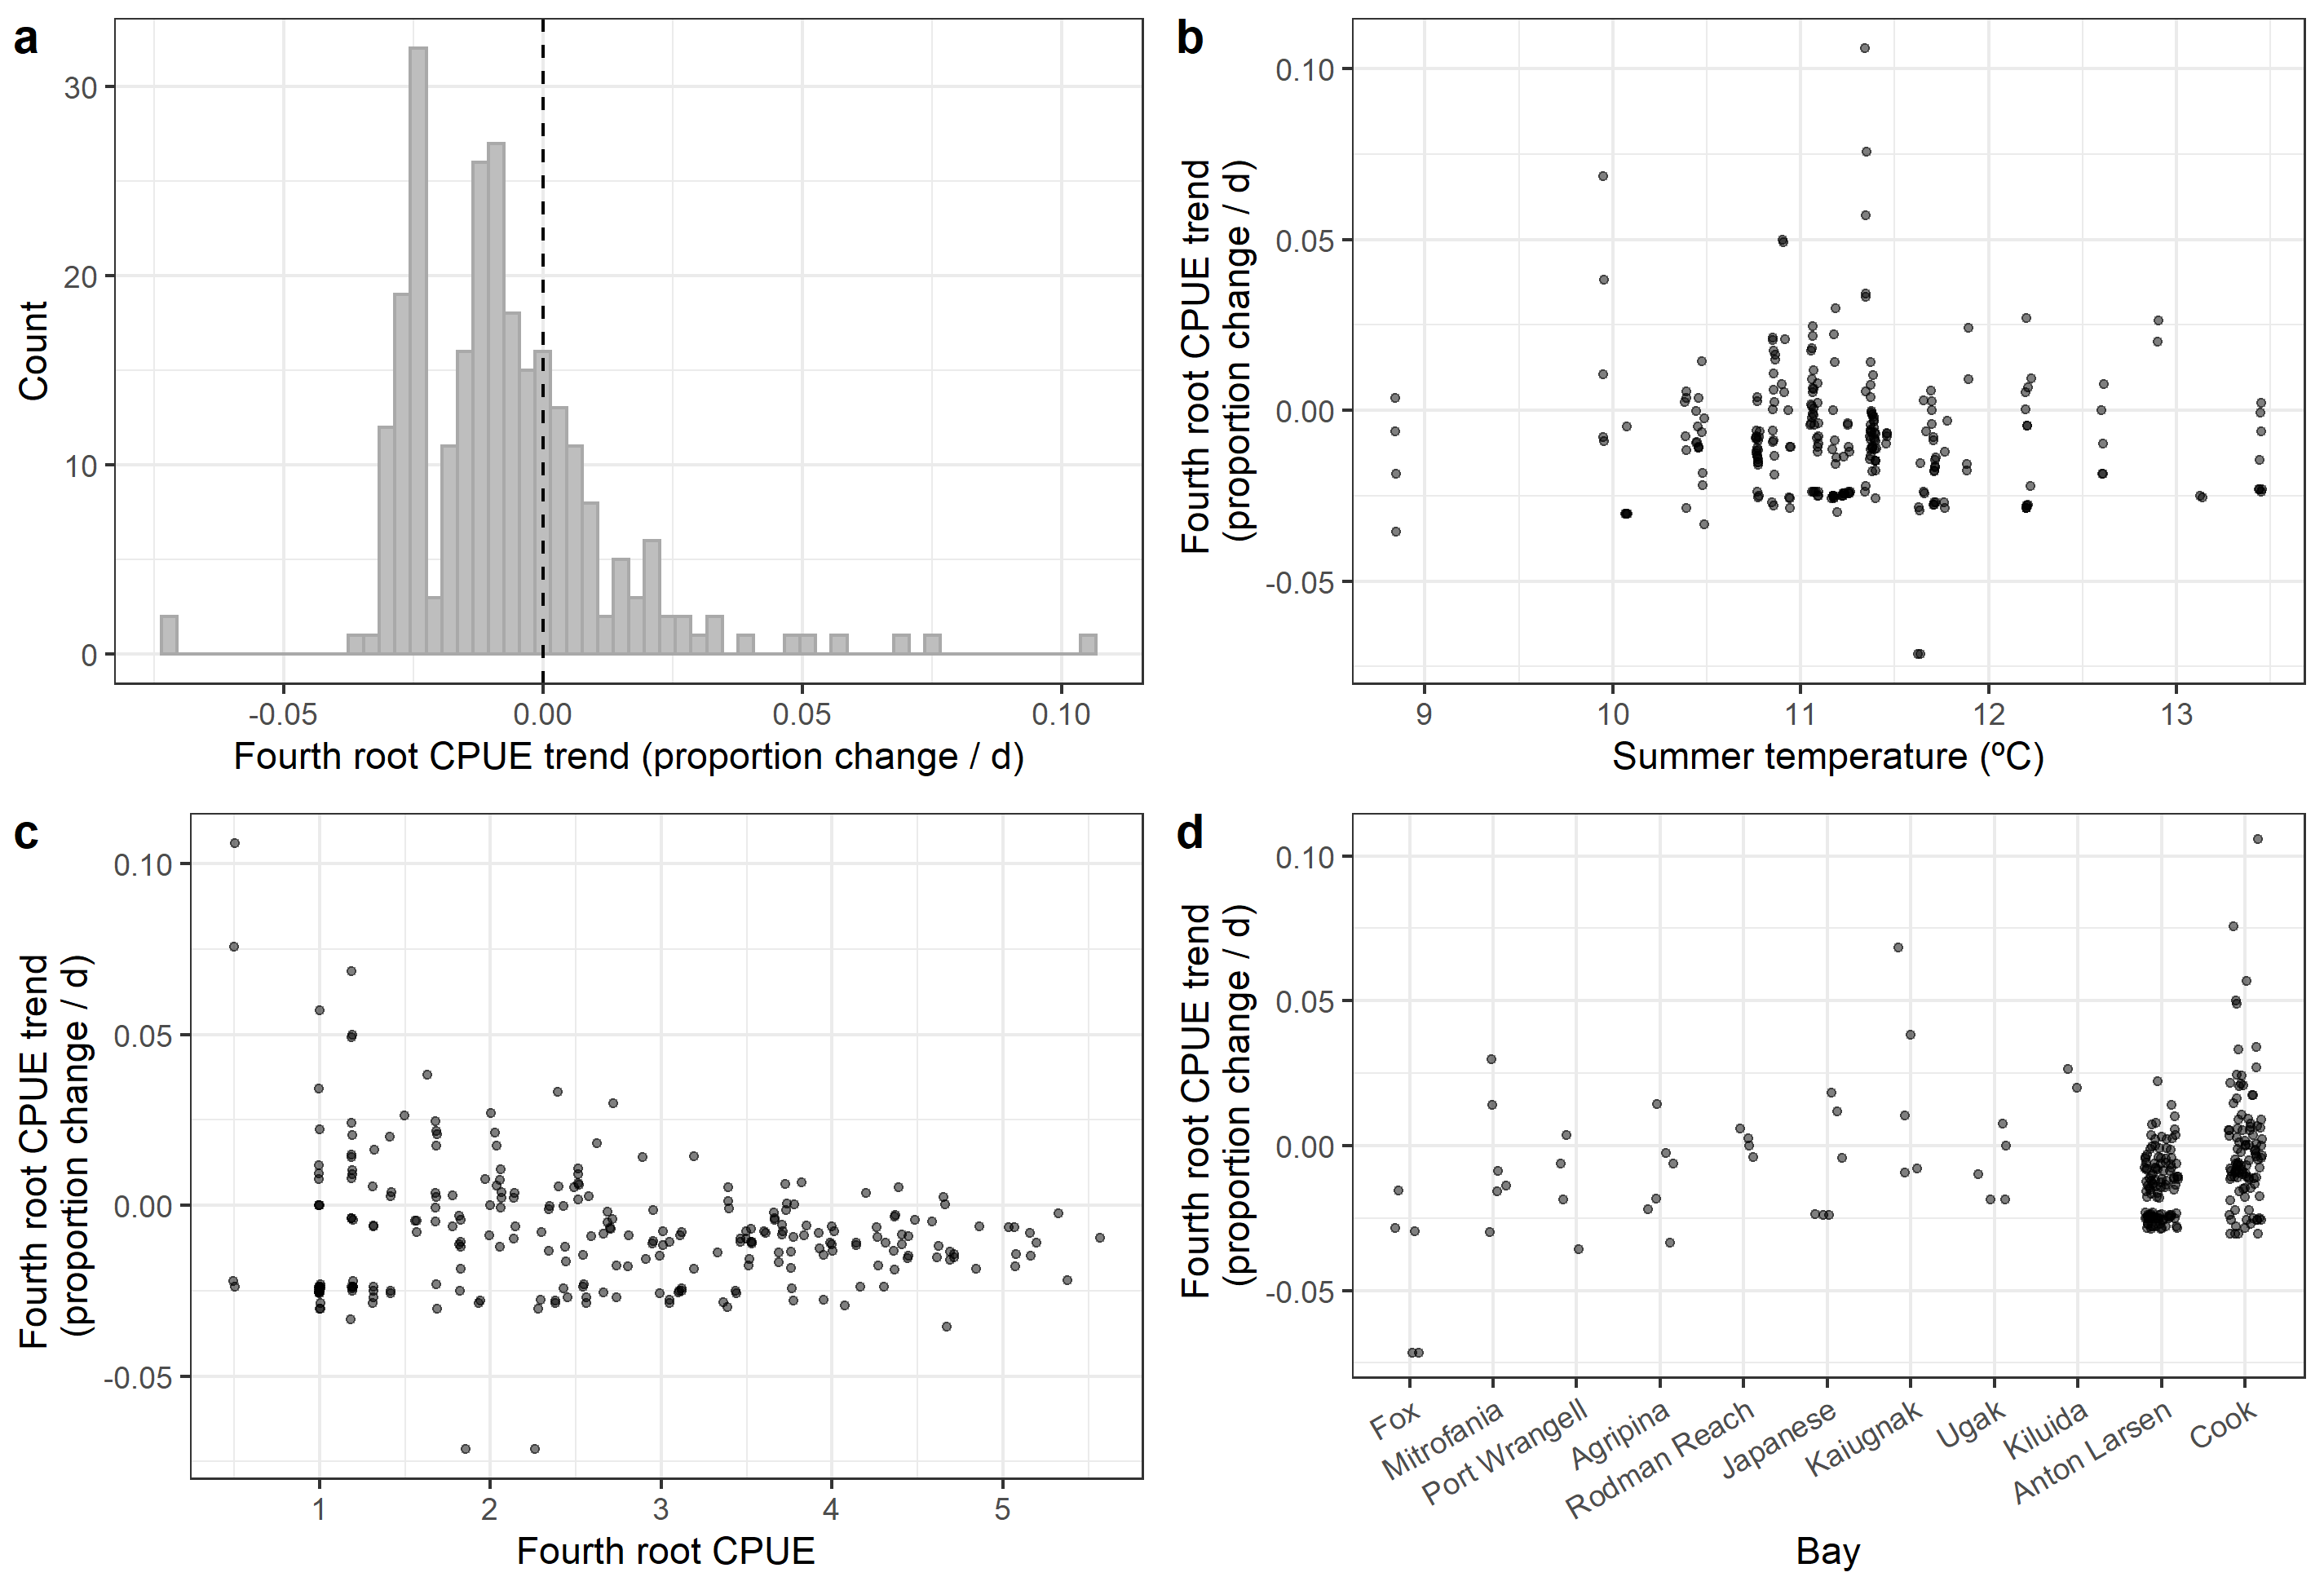 a
30
20
10
0
Count
-0.05 0.00 0.05 0.10
Fourth root CPUE trend (proportion change / d)
b
0.10
0.05
0.00
-0.05
Fourth root CPUE trend
(proportion change / d)
9 10 11 12 13
Summer temperature (ºC)
c
0.10
0.05
0.00
-0.05
Fourth root CPUE trend
(proportion change / d)
1 2 3 4 5
Fourth root CPUE
d
0.10
0.05
0.00
-0.05
Fourth root CPUE trend
(proportion change / d)
Fox
Mitrofania
Port Wrangell
Agripina
Rodman Reach
Japanese
Kaiugnak
Ugak
Kiluida
Anton Larsen
Cook
Bay